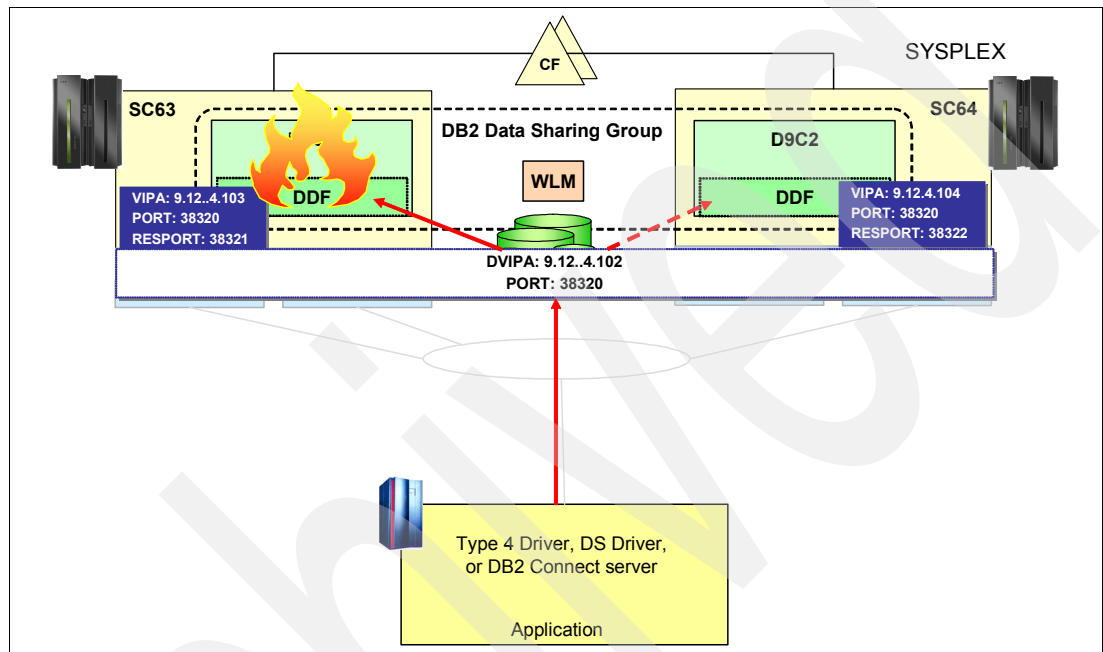 CF
SYSPLEX
SC63
SC64
DB2 Data Sharing Group
D9C2
WLM
DDF
DDF
VIPA: 9.12..4.103
PORT: 38320
RESPORT: 38321
VIPA: 9.12..4.104
PORT: 38320
RESPORT: 38322
DVIPA: 9.12..4.102
PORT: 38320
Type 4 Driver, DS Driver,
or DB2 Connect server
Application